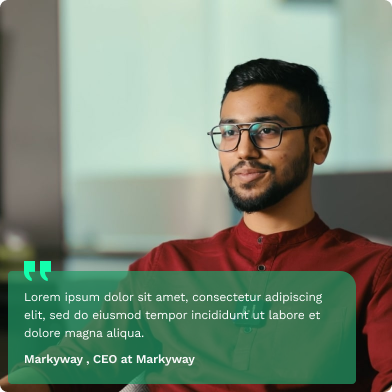 Lorem ipsum dolor sit amet, consectetur adipiscing
elit, sed do eiusmod tempor incididunt ut labore et
dolore magna aliqua.
Markyway , CEO at Markyway